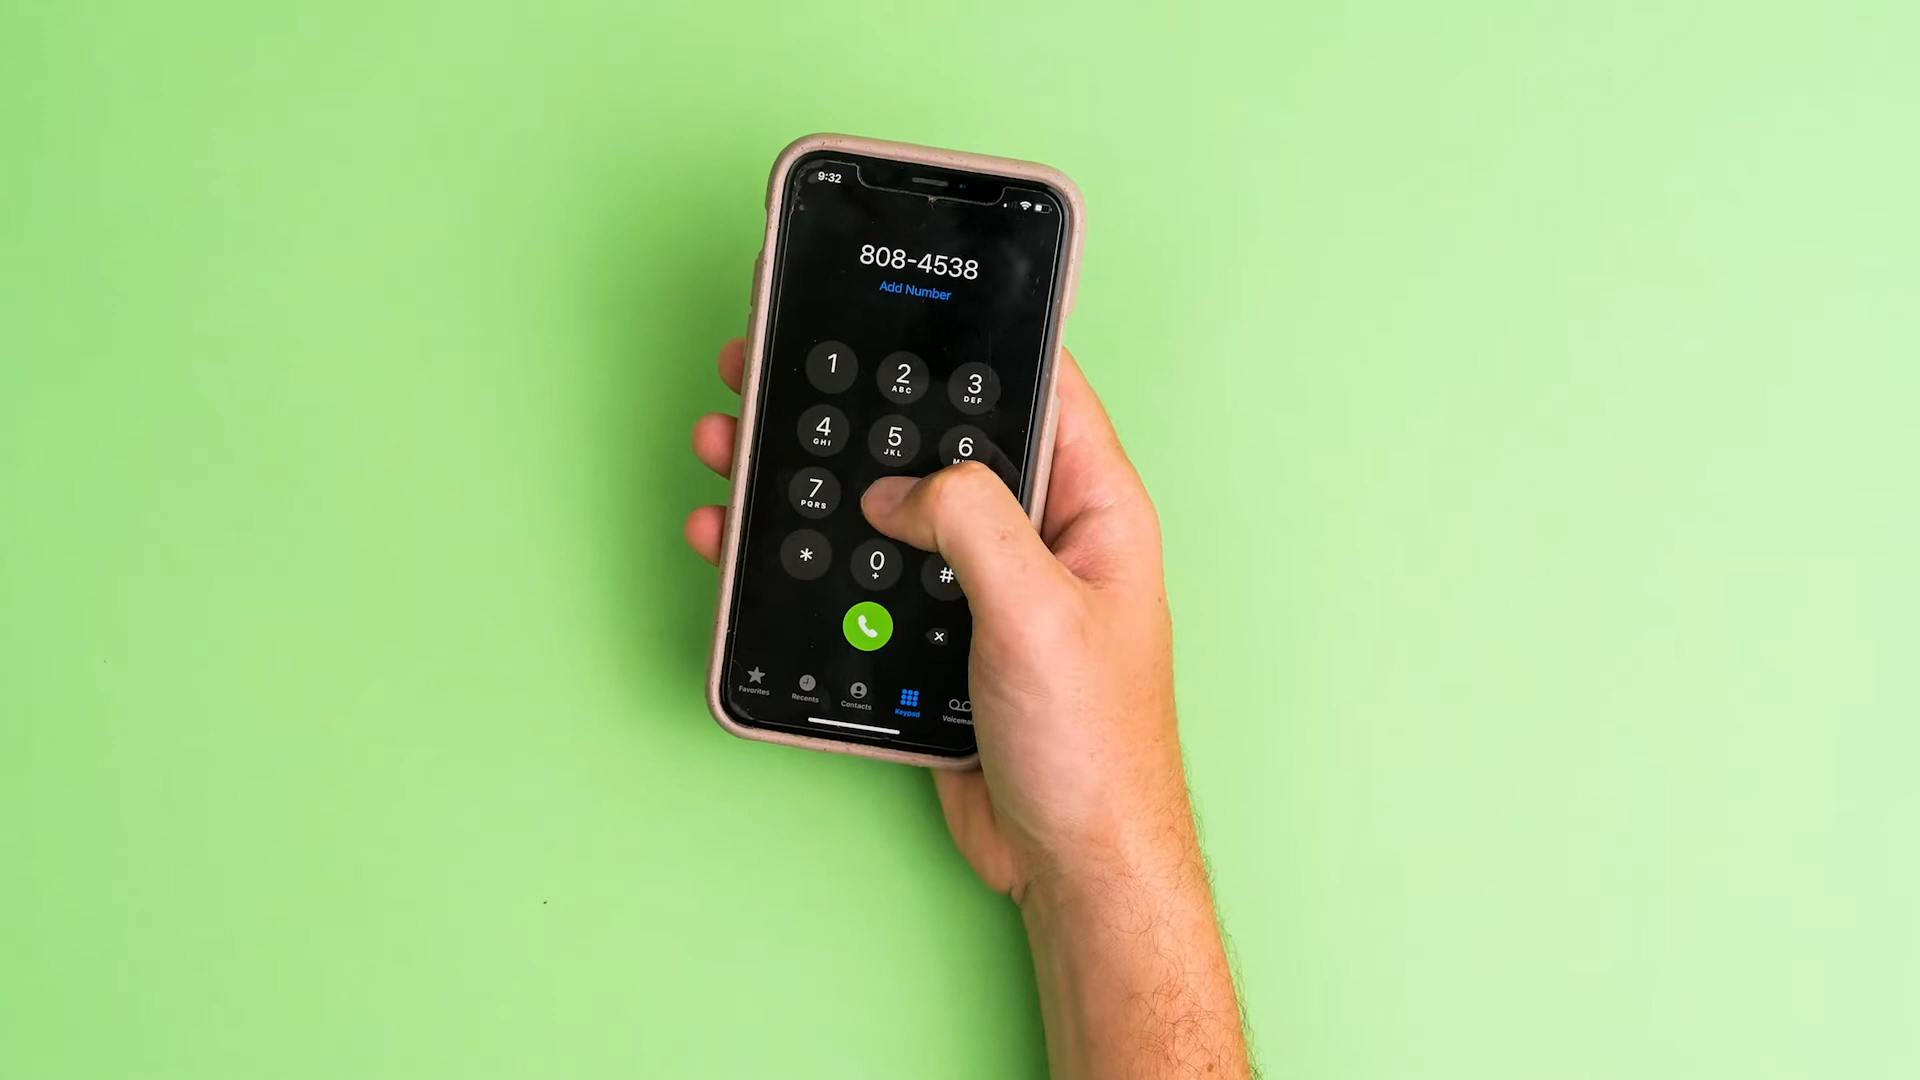 9:32
808-4538
Add Number
1 2 3
ABC DEF
4 5 6
GHI JKL
7
PQRS
* 0 #
+
Favorites Recents Contacts Keypad